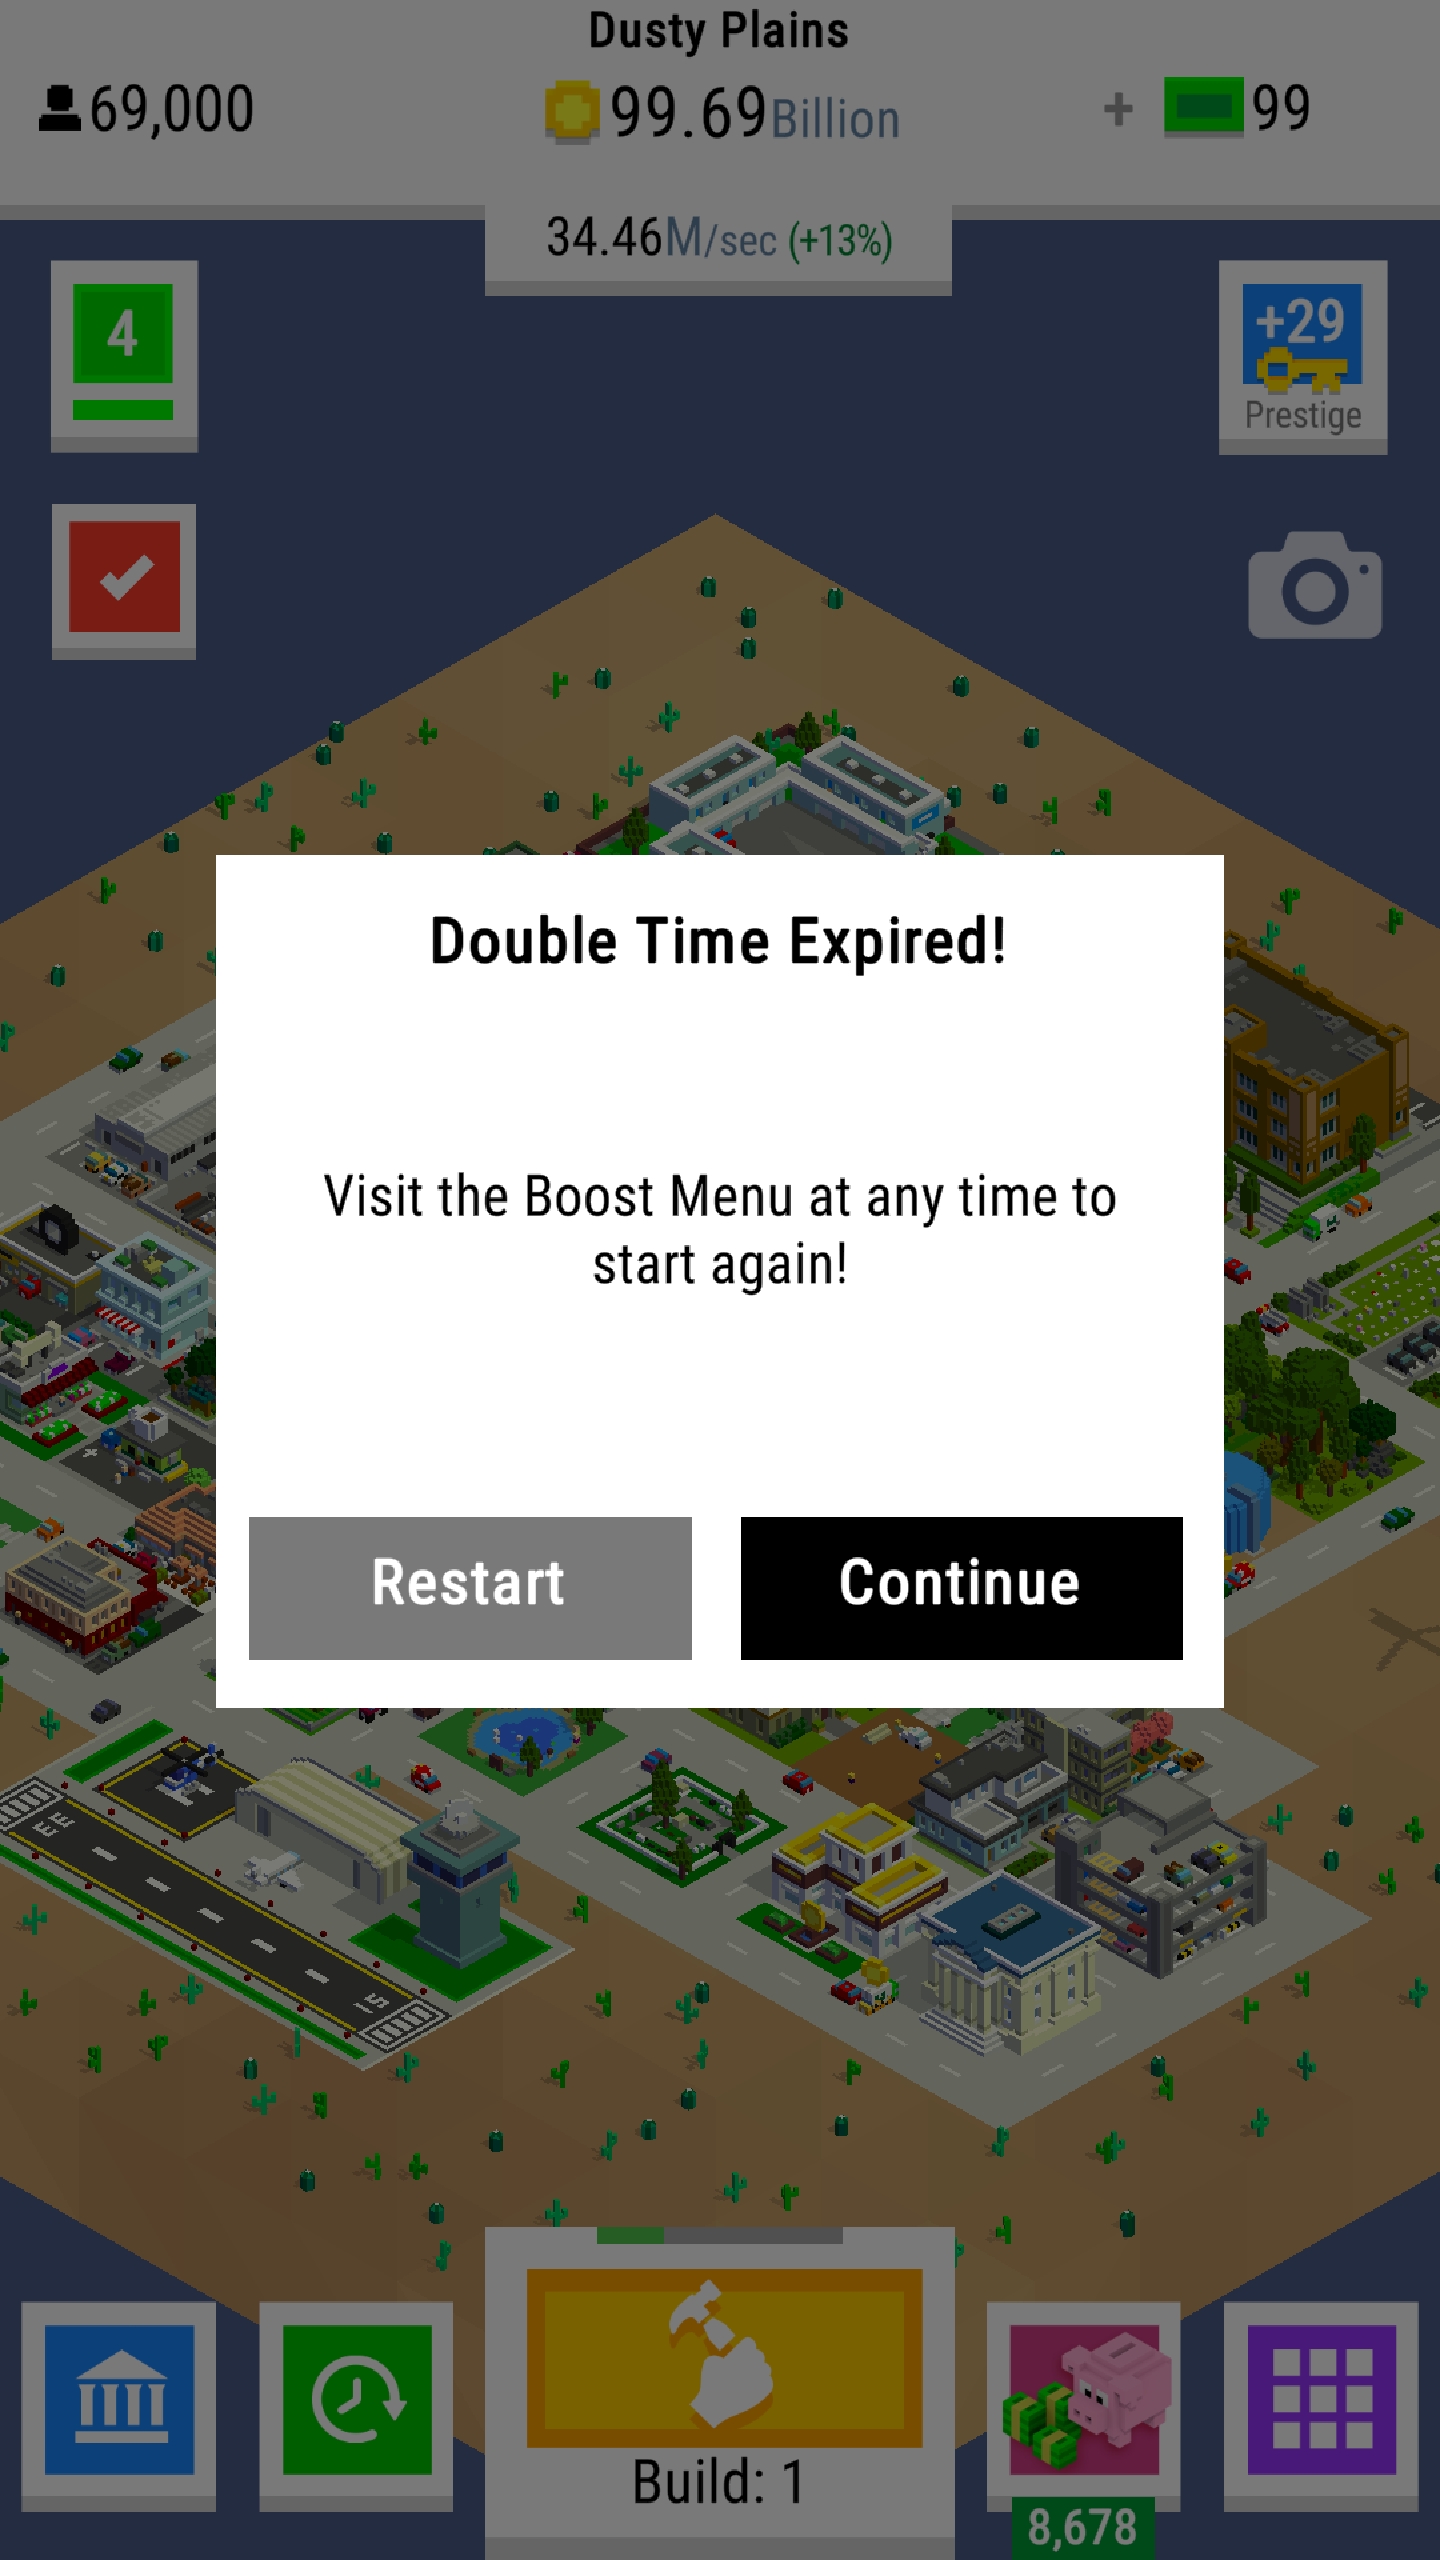 Dusty Plains
69,000
99.69Billion
+ 99
34.46M/sec (+13%)
4
+29
Prestige
Double Time Expired!
Visit the Boost Menu at any time to
start again!
Restart
Continue
Build: 1
8,678